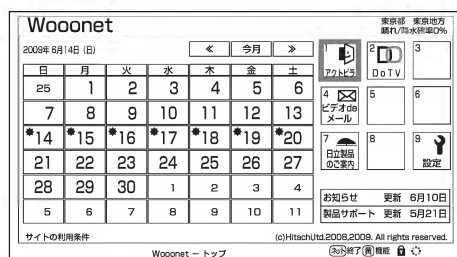 Wooonet
東京都 東京地方
晴れ/降水確率0%
2009年 6月14日 (日)
≪ 今月 ≫
日 月 火 水 木 金 土
25 1 2 3 4 5 6
7 8 9 10 11 12 13
*14 *15 *16 *17 *18 *19 *20
21 22 23 24 25 26 27
28 29 30 1 2 3 4
5 6 7 8 9 10 11
1 アクトビラ
2 DoTV
3
4 ビデオde
メール
5
6
7 日立製品
のご案内
8
9 設定
お知らせ 更新 6月10日
製品サポート 更新 5月21日
サイトの利用条件
(c)Hitachi,ltd.2008,2009. All rights reserved.
Wooonet − トップ
ネット終了 黄 機能